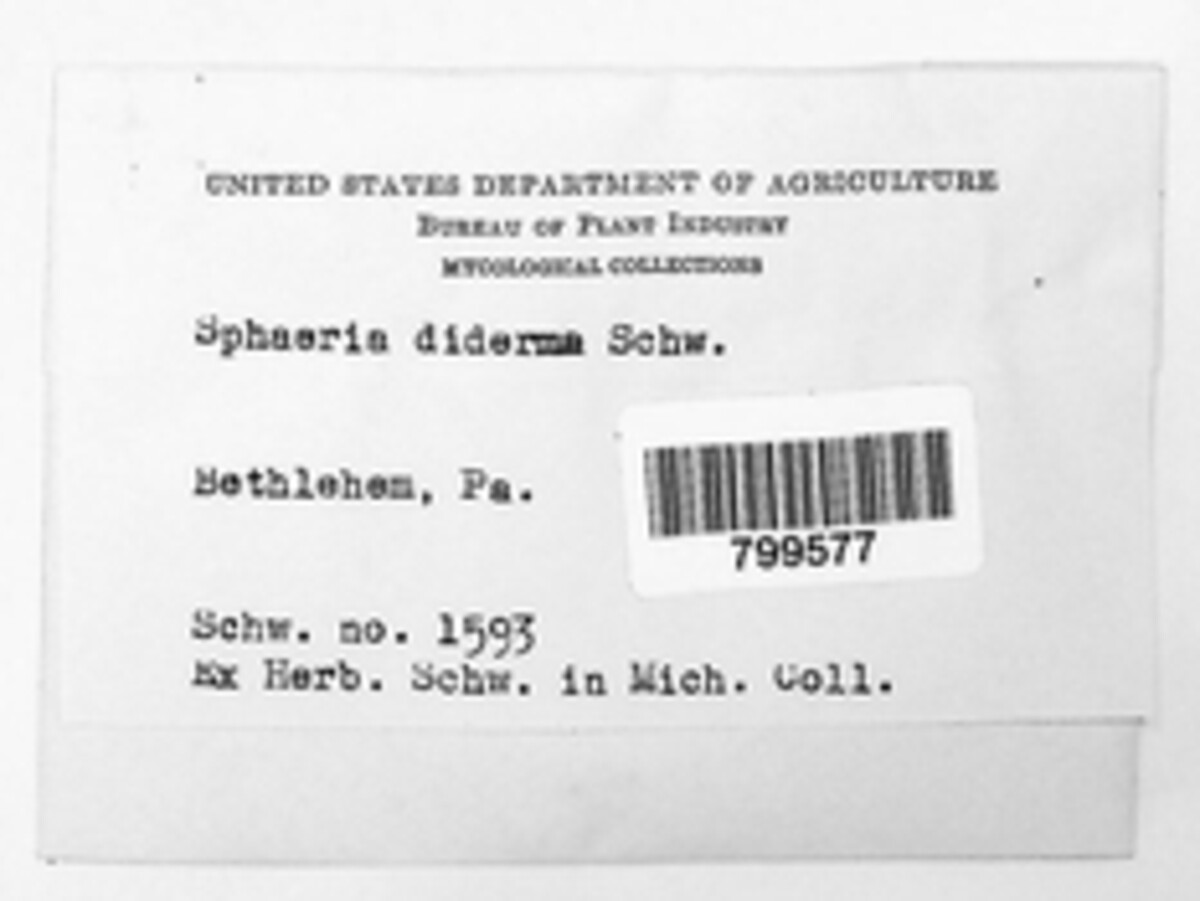 UNITED STATES DEPARTMENT OF AGRICULTURE
BUREAU OF PLANT INDUSTRY
MYCOLOGICAL COLLECTIONS
Sphaeria diderma Schw.
Bethlehem, Pa.
799577
Schw. no. 1593
Ex Herb. Schw. in Mich. Coll.